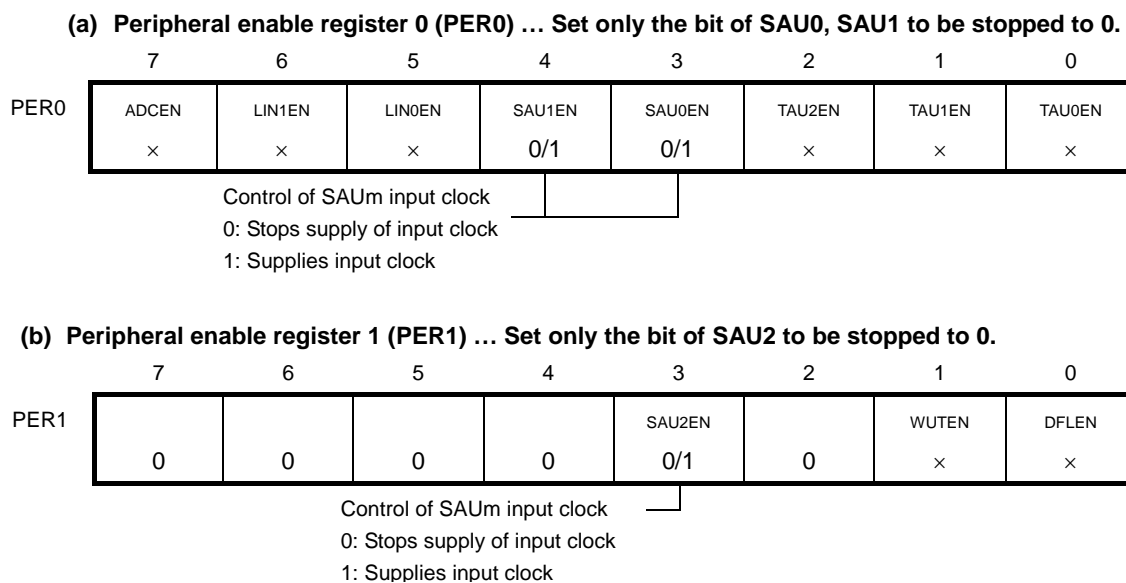 (a) Peripheral enable register 0 (PER0) … Set only the bit of SAU0, SAU1 to be stopped to 0.
7 6 5 4 3 2 1 0
PER0 ADCEN LIN1EN LIN0EN SAU1EN SAU0EN TAU2EN TAU1EN TAU0EN
× × × 0/1 0/1 × × ×
Control of SAUm input clock
0: Stops supply of input clock
1: Supplies input clock
(b) Peripheral enable register 1 (PER1) … Set only the bit of SAU2 to be stopped to 0.
7 6 5 4 3 2 1 0
PER1 SAU2EN WUTEN DFLEN
0 0 0 0 0/1 0 × ×
Control of SAUm input clock
0: Stops supply of input clock
1: Supplies input clock